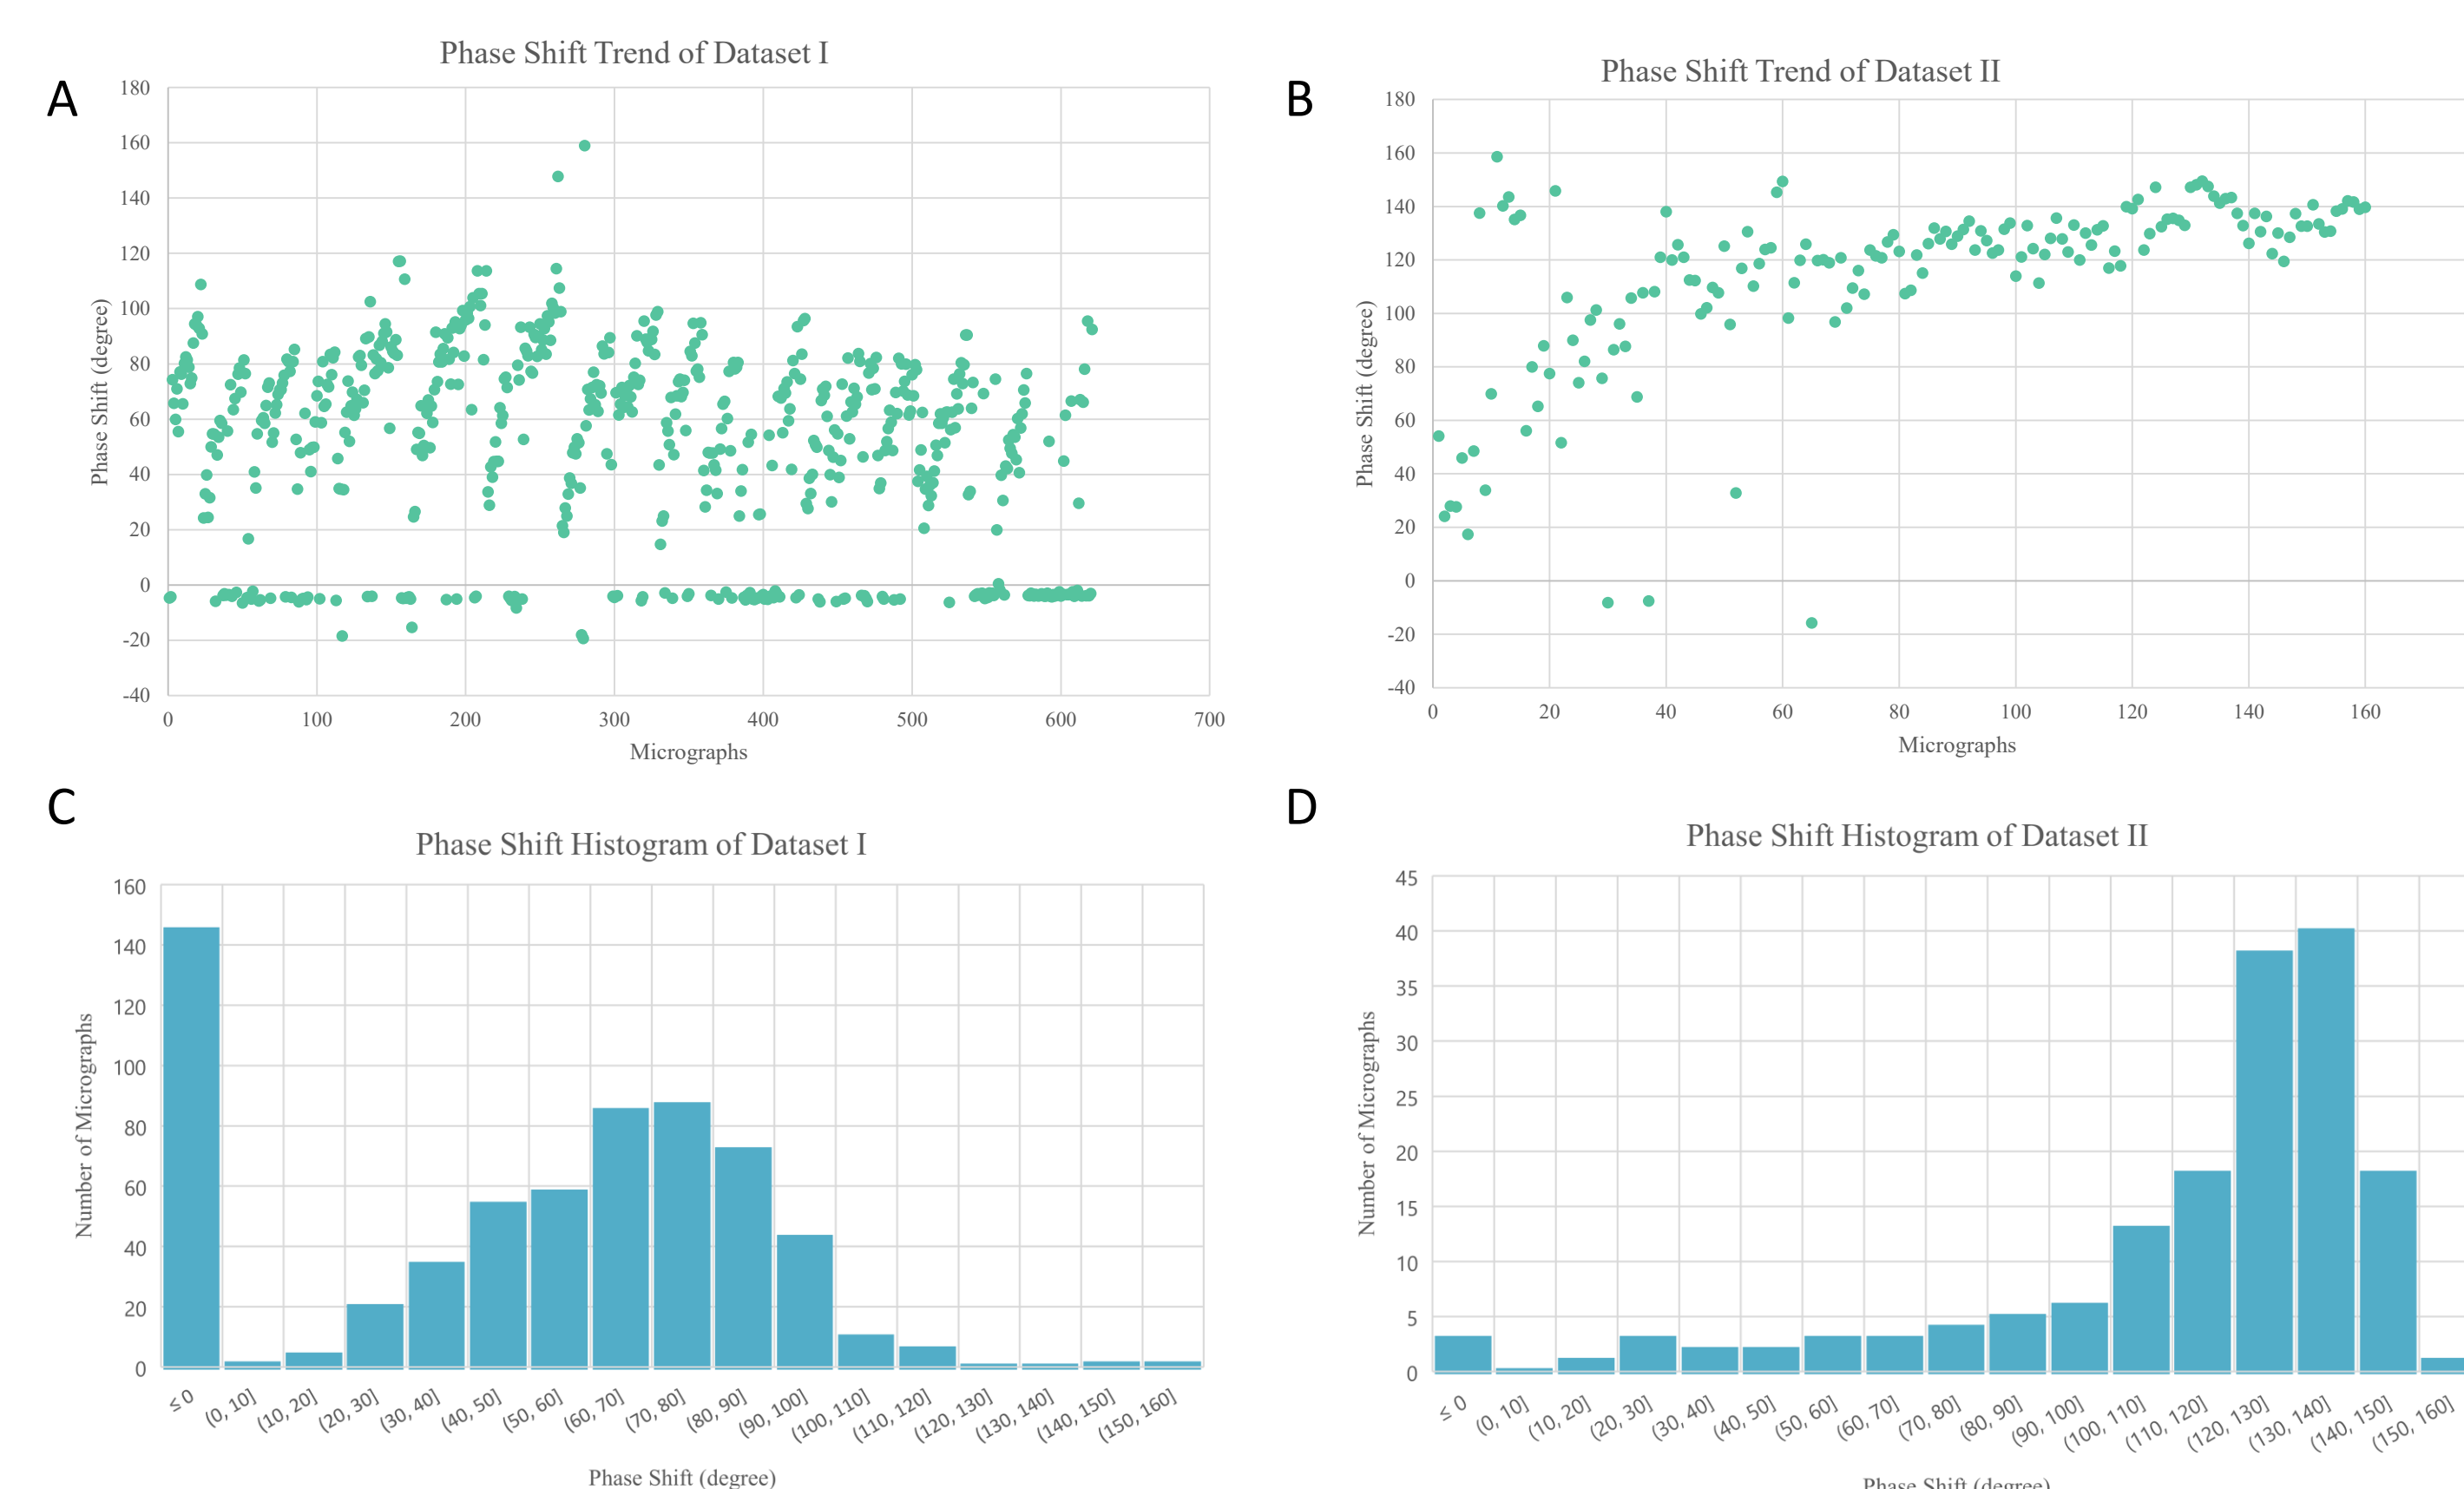 A
Phase Shift Trend of Dataset I
Phase Shift (degree)
180
160
140
120
100
80
60
40
20
0
-20
-40
0 100 200 300 400 500 600 700
Micrographs
B
Phase Shift Trend of Dataset II
Phase Shift (degree)
180
160
140
120
100
80
60
40
20
0
-20
-40
0 20 40 60 80 100 120 140 160
Micrographs
C
Phase Shift Histogram of Dataset I
Number of Micrographs
160
140
120
100
80
60
40
20
0
≤ 0 (0, 10] (10, 20] (20, 30] (30, 40] (40, 50] (50, 60] (60, 70] (70, 80] (80, 90] (90, 100] (100, 110] (110, 120] (120, 130] (130, 140] (140, 150] (150, 160]
Phase Shift (degree)
D
Phase Shift Histogram of Dataset II
Number of Micrographs
45
40
35
30
25
20
15
10
5
0
≤ 0 (0, 10] (10, 20] (20, 30] (30, 40] (40, 50] (50, 60] (60, 70] (70, 80] (80, 90] (90, 100] (100, 110] (110, 120] (120, 130] (130, 140] (140, 150] (150, 160]
Phase Shift (degree)